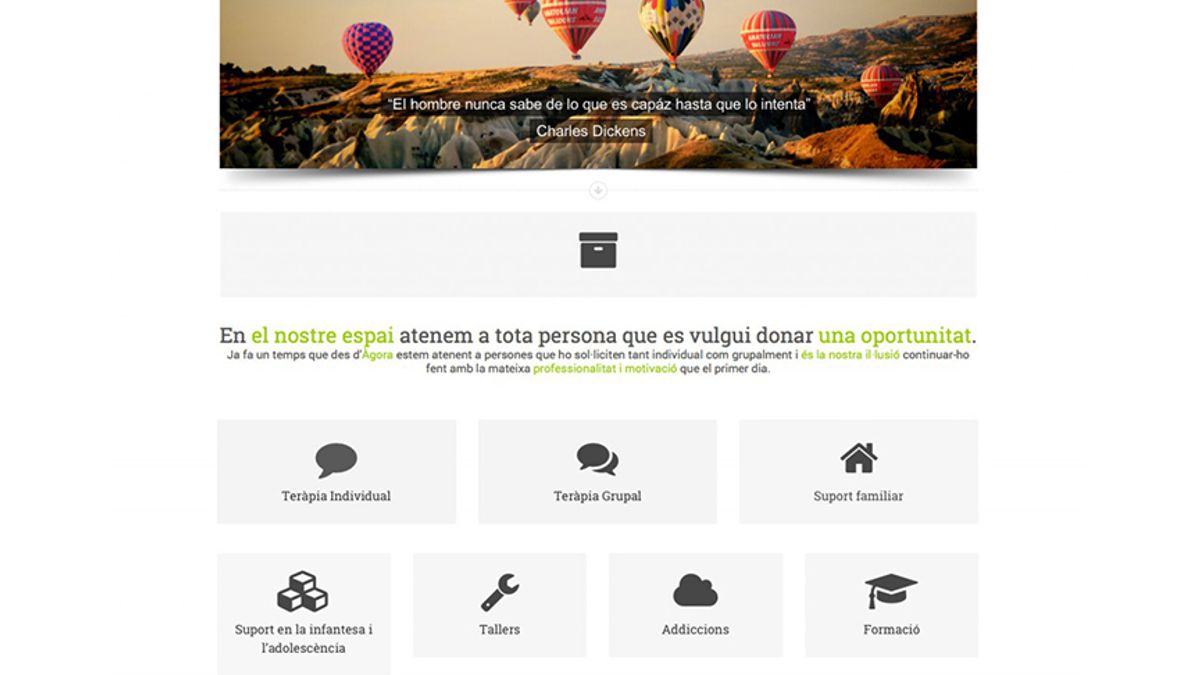 ANATOLIAN
BALLOONS
ANATOLIAN
BALLOONS
“El hombre nunca sabe de lo que es capáz hasta que lo intenta”
Charles Dickens
En el nostre espai atenem a tota persona que es vulgui donar una oportunitat.
Ja fa un temps que des d’Àgora estem atenent a persones que ho sol·liciten tant individual com grupalment i és la nostra il·lusió continuar-ho
fent amb la mateixa professionalitat i motivació que el primer dia.
Teràpia Individual
Teràpia Grupal
Suport familiar
Suport en la infantesa i
l’adolescència
Tallers
Addiccions
Formació